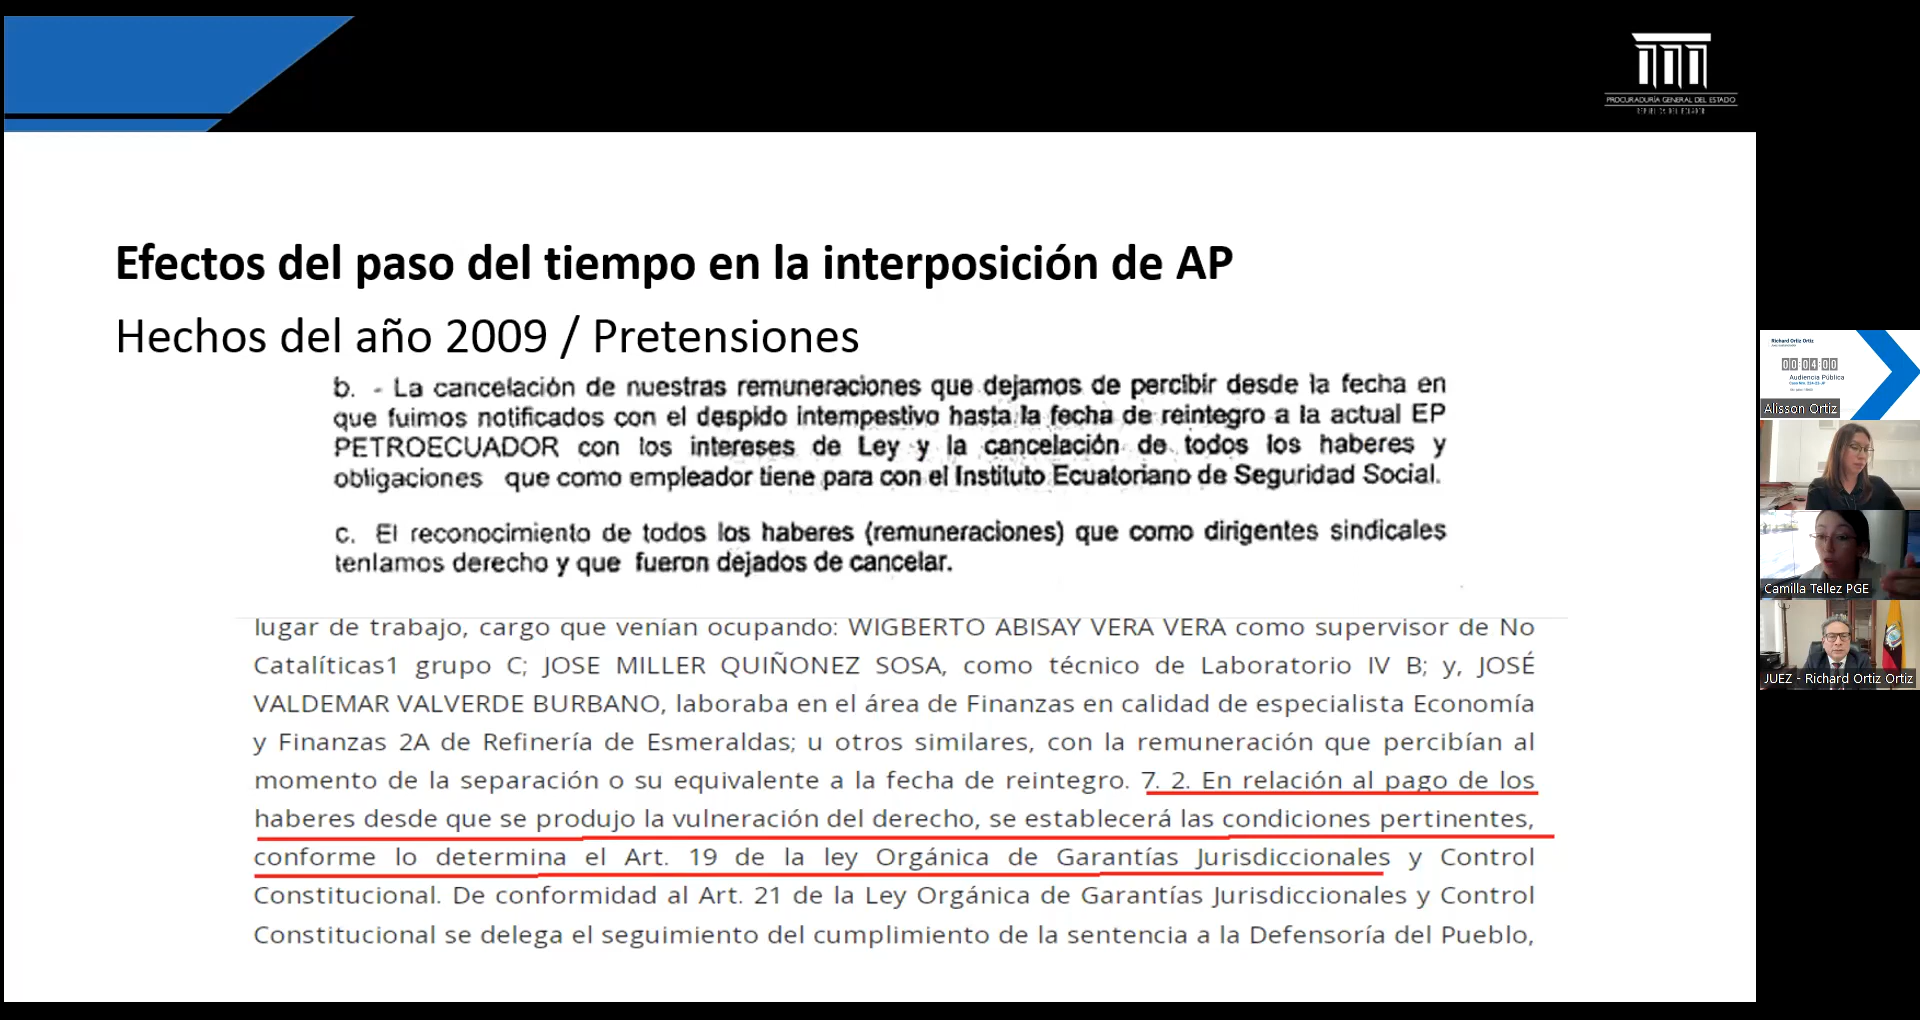 PROCURADURÍA GENERAL DEL ESTADO
REPÚBLICA DEL ECUADOR
Efectos del paso del tiempo en la interposición de AP
Hechos del año 2009 / Pretensiones
b. - La cancelación de nuestras remuneraciones que dejamos de percibir desde la fecha en
que fuimos notificados con el despido intempestivo hasta la fecha de reintegro a la actual EP
PETROECUADOR con los intereses de Ley y la cancelación de todos los haberes y
obligaciones que como empleador tiene para con el Instituto Ecuatoriano de Seguridad Social.
c. El reconocimiento de todos los haberes (remuneraciones) que como dirigentes sindicales
teníamos derecho y que fueron dejados de cancelar.
lugar de trabajo, cargo que venían ocupando: WIGBERTO ABISAY VERA VERA como supervisor de No
Catalíticas1 grupo C; JOSE MILLER QUIÑONEZ SOSA, como técnico de Laboratorio IV B; y, JOSÉ
VALDEMAR VALVERDE BURBANO, laboraba en el área de Finanzas en calidad de especialista Economía
y Finanzas 2A de Refinería de Esmeraldas; u otros similares, con la remuneración que percibían al
momento de la separación o su equivalente a la fecha de reintegro. 7. 2. En relación al pago de los
haberes desde que se produjo la vulneración del derecho, se establecerá las condiciones pertinentes,
conforme lo determina el Art. 19 de la ley Orgánica de Garantías Jurisdiccionales y Control
Constitucional. De conformidad al Art. 21 de la Ley Orgánica de Garantías Jurisdiccionales y Control
Constitucional se delega el seguimiento del cumplimiento de la sentencia a la Defensoría del Pueblo,
Richard Ortiz Ortiz
00:04:00
Audiencia Pública
Alisson Ortiz
Camilla Tellez PGE
JUEZ - Richard Ortiz Ortiz